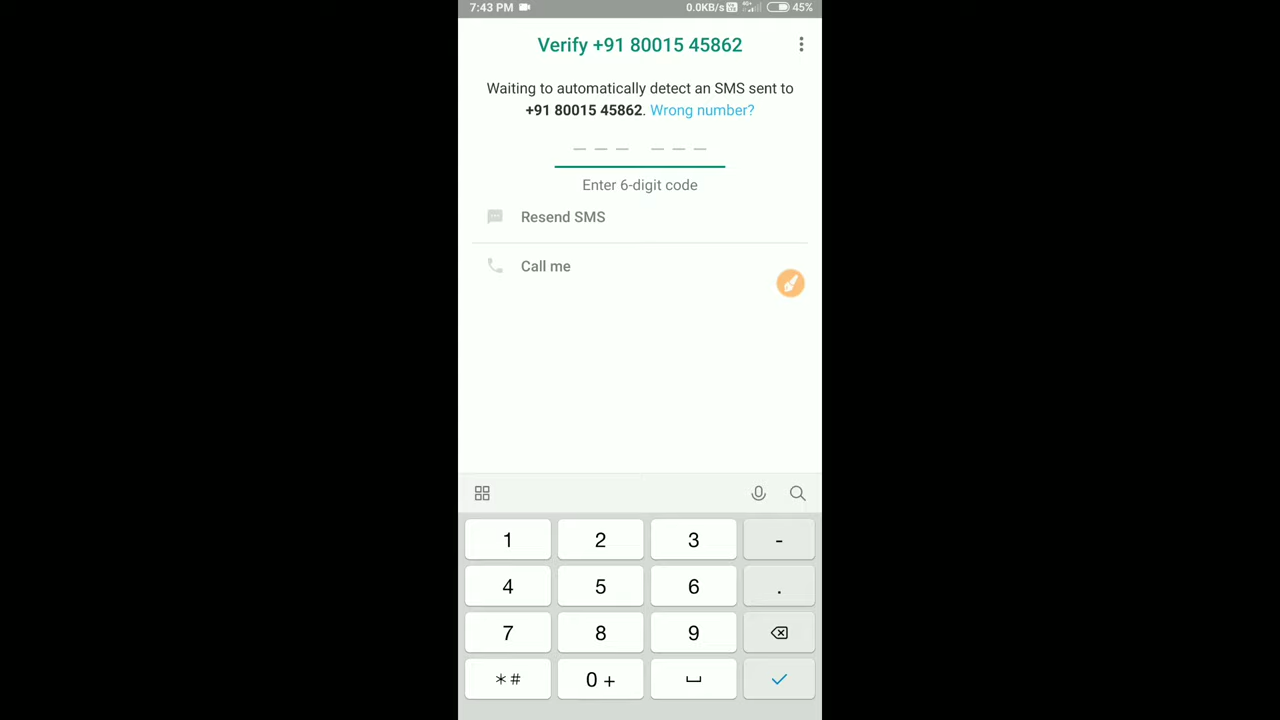 7:43 PM 0.0KB/s 45%
Verify +91 80015 45862
Waiting to automatically detect an SMS sent to
+91 80015 45862. Wrong number?
Enter 6-digit code
Resend SMS
Call me
1 2 3 -
4 5 6 .
7 8 9
*# 0 +